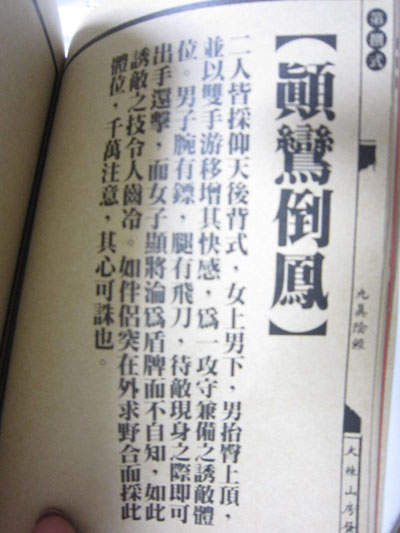 九真陰經
【顛鸞倒鳳】
二人皆採仰天後背式，女上男下，男抬臀上頂，
並以雙手游移增其快感，爲一攻守兼備之誘敵體
位。男子腕有鏢，腿有飛刀，待敵現身之際即可
出手還擊，而女子顯將淪爲盾牌而不自知，如此
誘敵之技令人齒冷。如伴侶突在外求野合而採此
體位，千萬注意，其心可誅也。